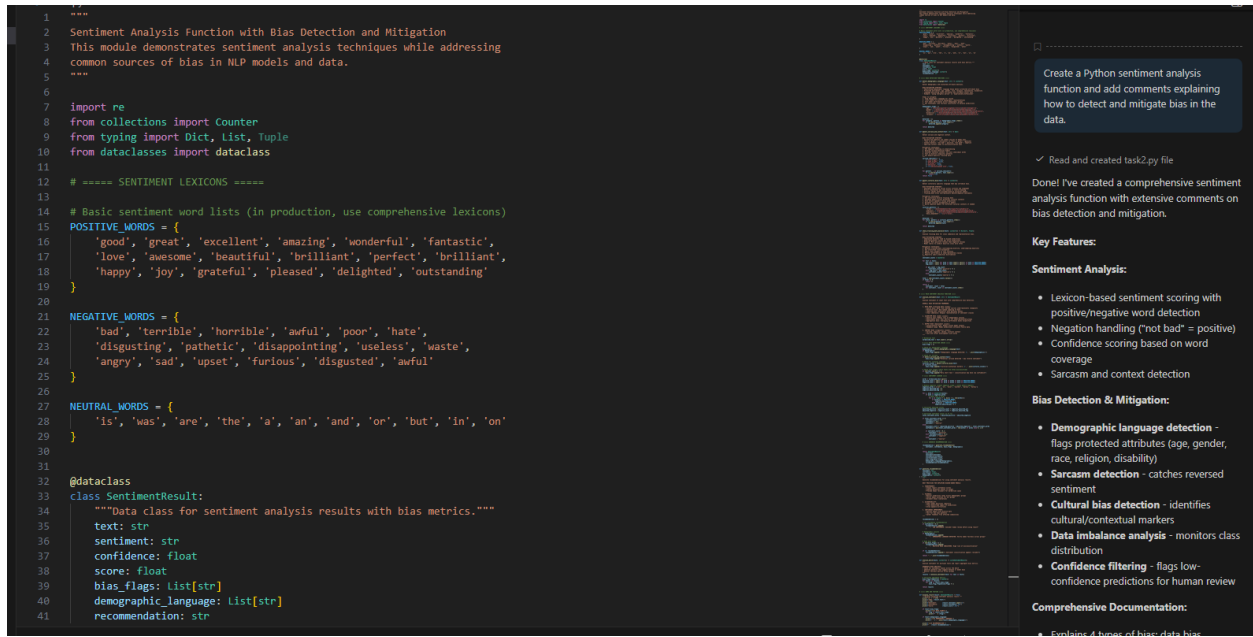 1 """
2 Sentiment Analysis Function with Bias Detection and Mitigation
3 This module demonstrates sentiment analysis techniques while addressing
4 common sources of bias in NLP models and data.
5 """
6
7 import re
8 from collections import Counter
9 from typing import Dict, List, Tuple
10 from dataclasses import dataclass
11
12 # ===== SENTIMENT LEXICONS =====
13
14 # Basic sentiment word lists (in production, use comprehensive lexicons)
15 POSITIVE_WORDS = {
16 'good', 'great', 'excellent', 'amazing', 'wonderful', 'fantastic',
17 'love', 'awesome', 'beautiful', 'brilliant', 'perfect', 'brilliant',
18 'happy', 'joy', 'grateful', 'pleased', 'delighted', 'outstanding'
19 }
20
21 NEGATIVE_WORDS = {
22 'bad', 'terrible', 'horrible', 'awful', 'poor', 'hate',
23 'disgusting', 'pathetic', 'disappointing', 'useless', 'waste',
24 'angry', 'sad', 'upset', 'furious', 'disgusted', 'awful'
25 }
26
27 NEUTRAL_WORDS = {
28 'is', 'was', 'are', 'the', 'a', 'an', 'and', 'or', 'but', 'in', 'on'
29 }
30
31
32 @dataclass
33 class SentimentResult:
34 """Data class for sentiment analysis results with bias metrics."""
35 text: str
36 sentiment: str
37 confidence: float
38 score: float
39 bias_flags: List[str]
40 demographic_language: List[str]
41 recommendation: str
Create a Python sentiment analysis
function and add comments explaining
how to detect and mitigate bias in the
data.
✓ Read and created task2.py file
Done! I've created a comprehensive sentiment
analysis function with extensive comments on
bias detection and mitigation.
Key Features:
Sentiment Analysis:
• Lexicon-based sentiment scoring with
positive/negative word detection
• Negation handling ("not bad" = positive)
• Confidence scoring based on word
coverage
• Sarcasm and context detection
Bias Detection & Mitigation:
• Demographic language detection -
flags protected attributes (age, gender,
race, religion, disability)
• Sarcasm detection - catches reversed
sentiment
• Cultural bias detection - identifies
cultural/contextual markers
• Data imbalance analysis - monitors class
distribution
• Confidence filtering - flags low-
confidence predictions for human review
Comprehensive Documentation:
• Explains 4 types of bias: data bias